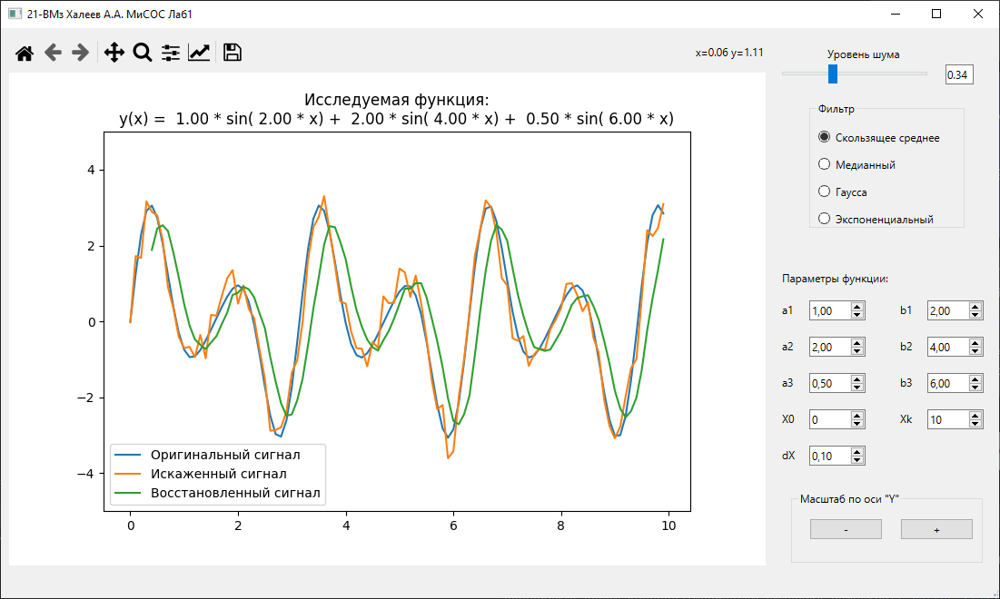 21-ВМз Халеев А.А. МиСОС Лаб1
x=0.06 y=1.11
Уровень шума
0.34
Исследуемая функция:
y(x) =  1.00 * sin( 2.00 * x) +  2.00 * sin( 4.00 * x) +  0.50 * sin( 6.00 * x)
4
2
0
−2
−4
0 2 4 6 8 10
Оригинальный сигнал
Искаженный сигнал
Восстановленный сигнал
Фильтр
Скользящее среднее
Медианный
Гаусса
Экспоненциальный
Параметры функции:
a1 1,00 b1 2,00
a2 2,00 b2 4,00
a3 0,50 b3 6,00
X0 0 Xk 10
dX 0,10
Масштаб по оси "Y"
- +